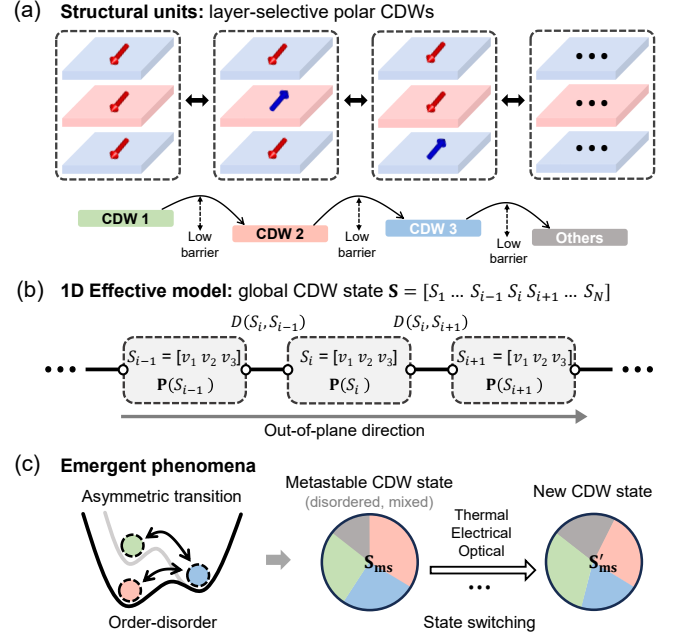 (a) Structural units: layer-selective polar CDWs
••• 
•••
•••
CDW 1
CDW 2
CDW 3
Others
Low
barrier
Low
barrier
Low
barrier
(b) 1D Effective model: global CDW state S = [S₁ … Sᵢ₋₁ Sᵢ Sᵢ₊₁ … S_N]
D(Sᵢ, Sᵢ₋₁) D(Sᵢ, Sᵢ₊₁)
••• Sᵢ₋₁ = [v₁ v₂ v₃] Sᵢ = [v₁ v₂ v₃] Sᵢ₊₁ = [v₁ v₂ v₃] •••
P(Sᵢ₋₁) P(Sᵢ) P(Sᵢ₊₁)
Out-of-plane direction
(c) Emergent phenomena
Asymmetric transition
Order-disorder
Metastable CDW state
(disordered, mixed)
S_ms
Thermal
Electrical
Optical
•••
State switching
New CDW state
S′_ms